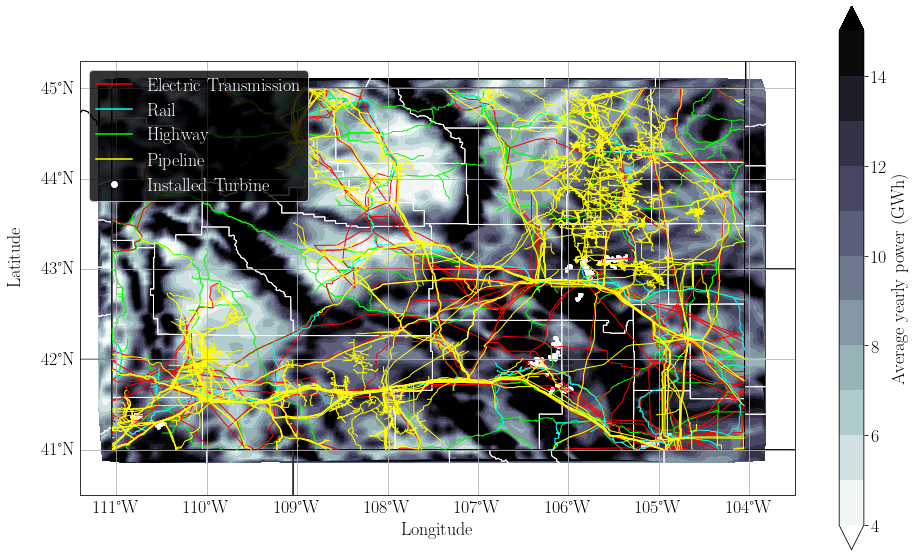 Electric Transmission
Rail
Highway
Pipeline
Installed Turbine
45°N
44°N
43°N
42°N
41°N
Latitude
111°W 110°W 109°W 108°W 107°W 106°W 105°W 104°W
Longitude
14
12
10
8
6
4
Average yearly power (GWh)